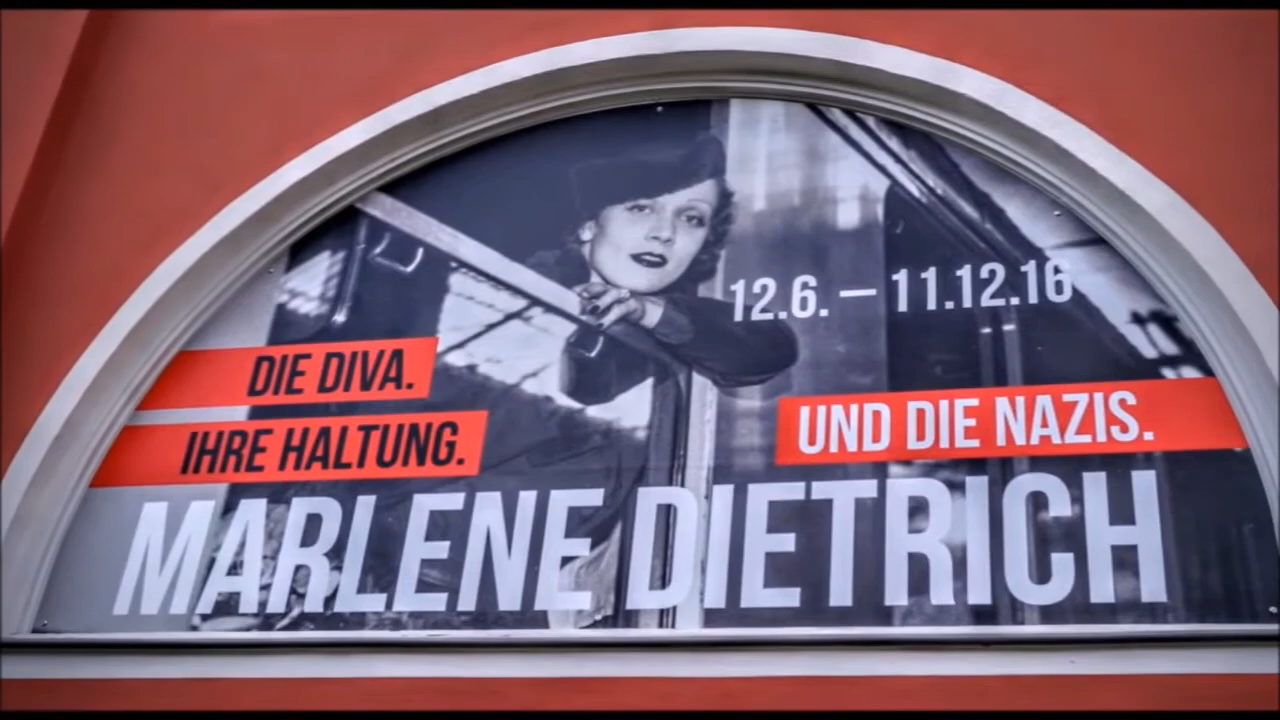 12.6. – 11.12.16
DIE DIVA.
IHRE HALTUNG.
UND DIE NAZIS.
MARLENE DIETRICH